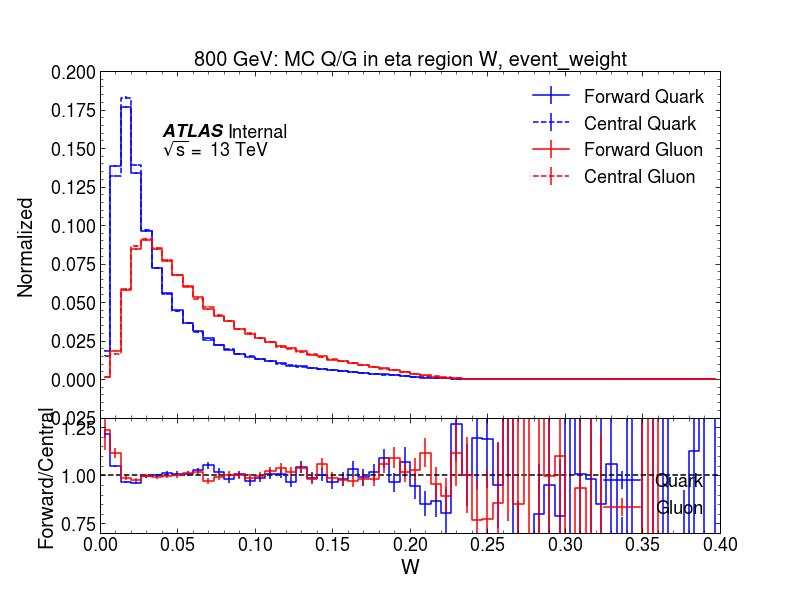 800 GeV: MC Q/G in eta region W, event_weight
0.200
0.175
0.150
0.125
0.100
0.075
0.050
0.025
0.000
0.025
Normalized
ATLAS Internal
√s = 13 TeV
Forward Quark
Central Quark
Forward Gluon
Central Gluon
1.25
1.00
0.75
Forward/Central
Quark
Gluon
0.00 0.05 0.10 0.15 0.20 0.25 0.30 0.35 0.40
W